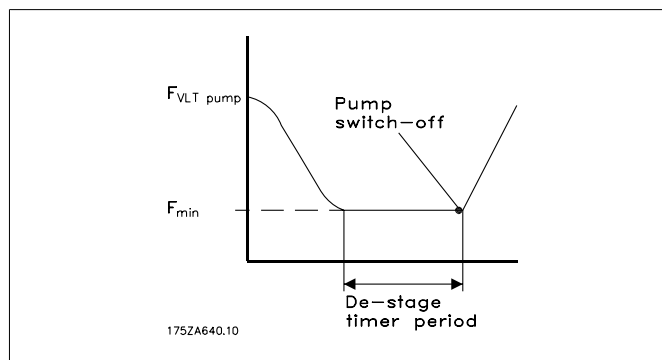 F_VLT pump
Pump
switch-off
F_min
De-stage
timer period
175ZA640.10